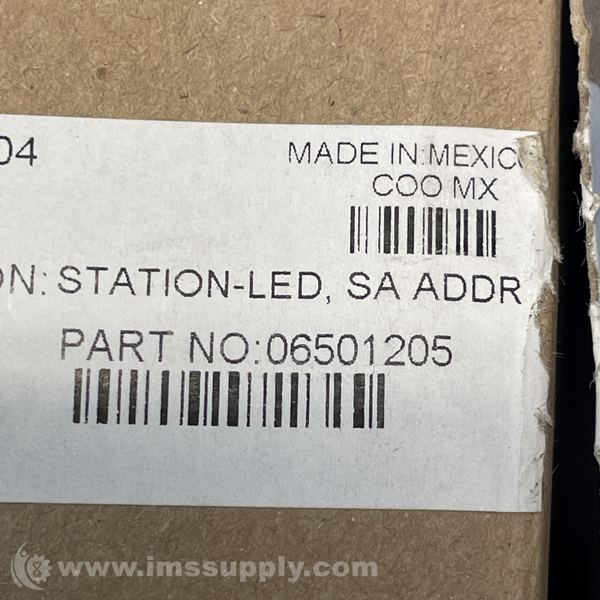 04
MADE IN MEXICO
COO MX
ON: STATION-LED, SA ADDR
PART NO:06501205
www.imssupply.com